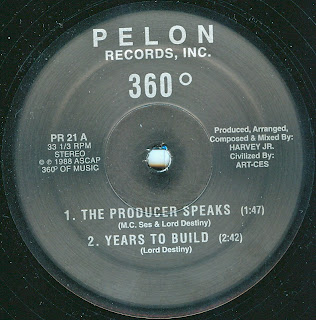 PELON
RECORDS, INC.
360°
PR 21 A
33 1/3 RPM
STEREO
℗ © 1988 ASCAP
360° OF MUSIC
Produced, Arranged,
Composed & Mixed By:
HARVEY JR.
Civilized By:
ART-CES
1. THE PRODUCER SPEAKS (1:47)
(M.C. Ses & Lord Destiny)
2. YEARS TO BUILD (2:42)
(Lord Destiny)